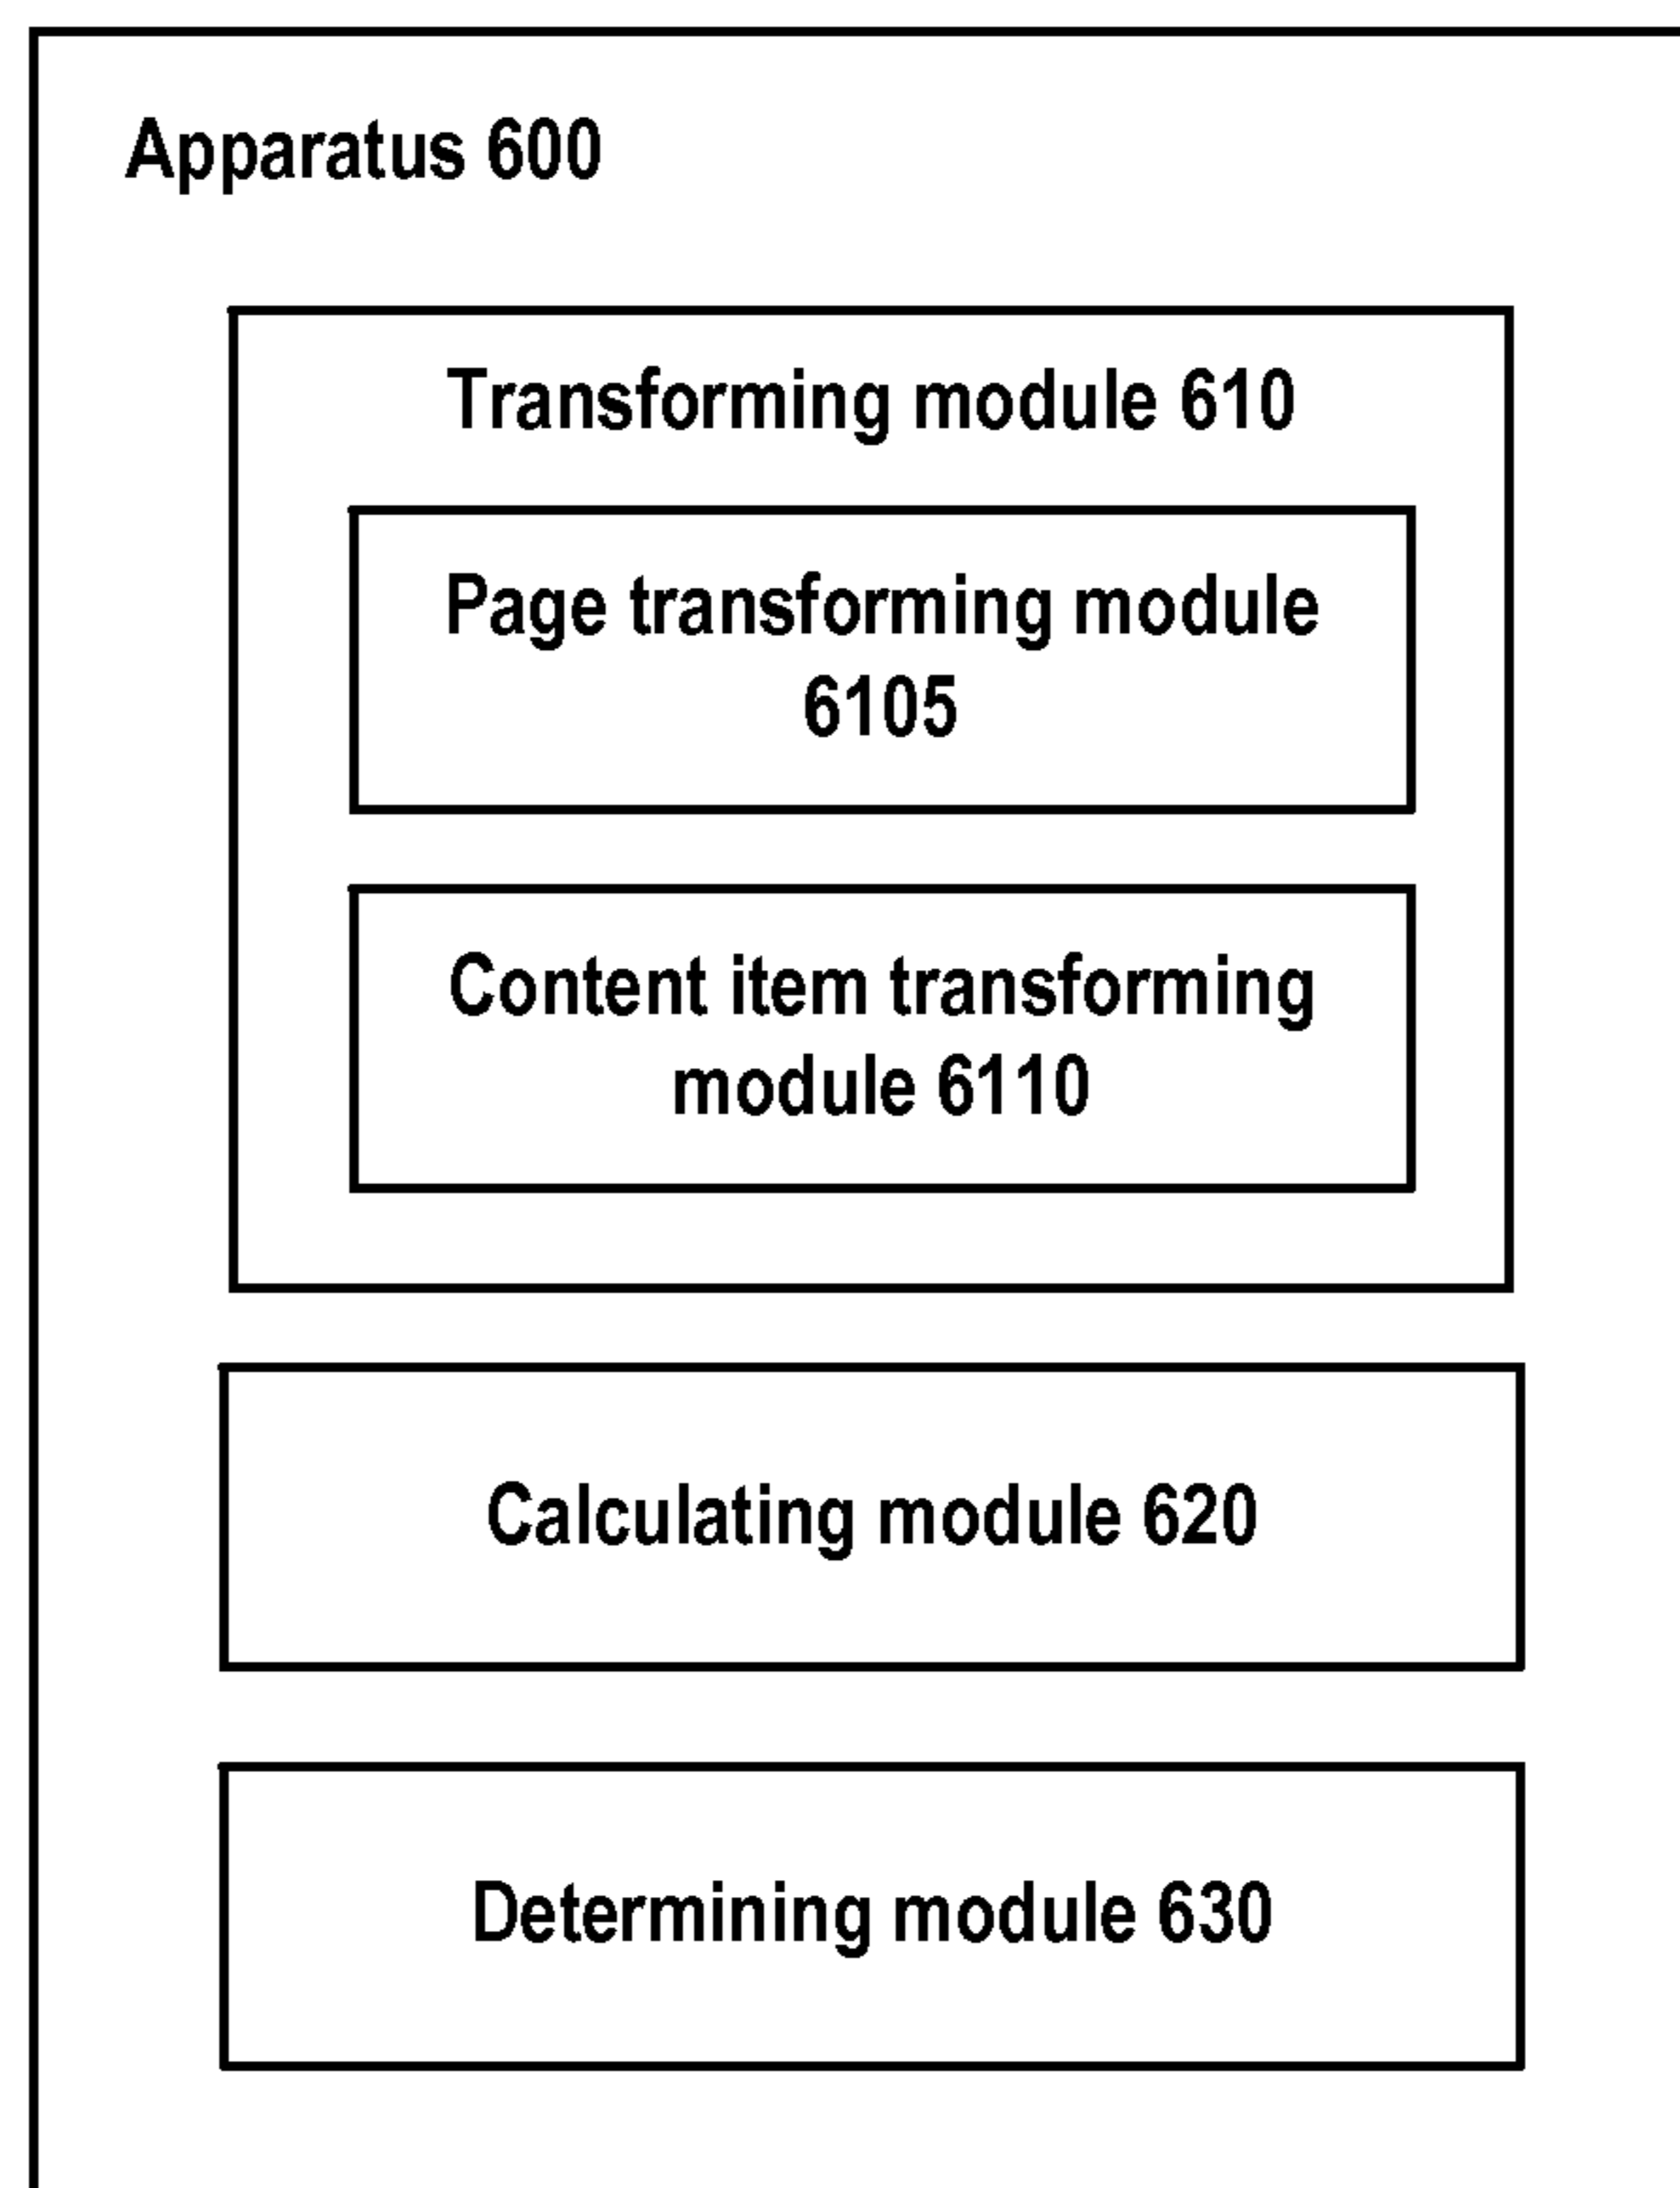 Apparatus 600
Transforming module 610
Page transforming module
6105
Content item transforming
module 6110
Calculating module 620
Determining module 630